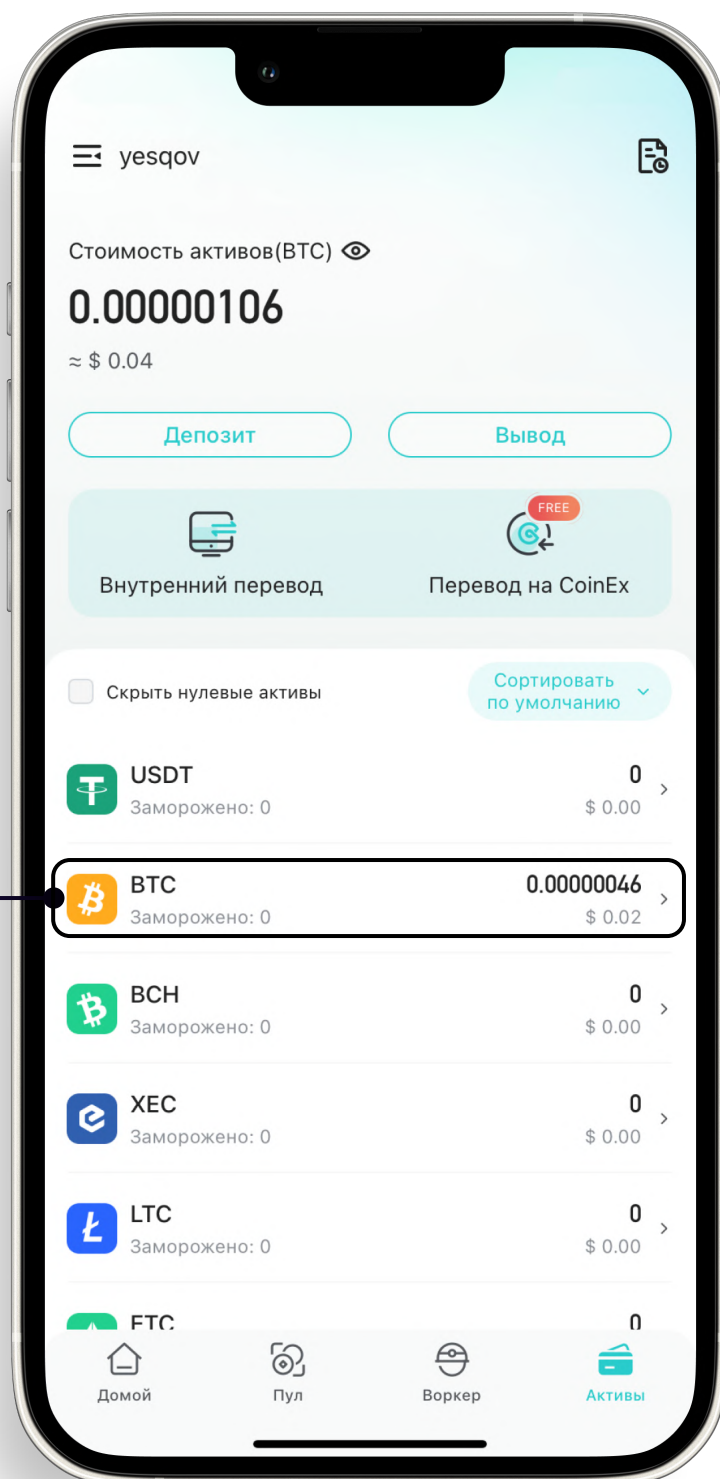 yesqov
Стоимость активов(BTC)
0.00000106
≈ $ 0.04
Депозит
Вывод
FREE
Внутренний перевод
Перевод на CoinEx
Скрыть нулевые активы
Сортировать
по умолчанию
USDT
0
Заморожено: 0
$ 0.00
BTC
0.00000046
Заморожено: 0
$ 0.02
BCH
0
Заморожено: 0
$ 0.00
XEC
0
Заморожено: 0
$ 0.00
LTC
0
Заморожено: 0
$ 0.00
ETC
0
Домой
Пул
Воркер
Активы